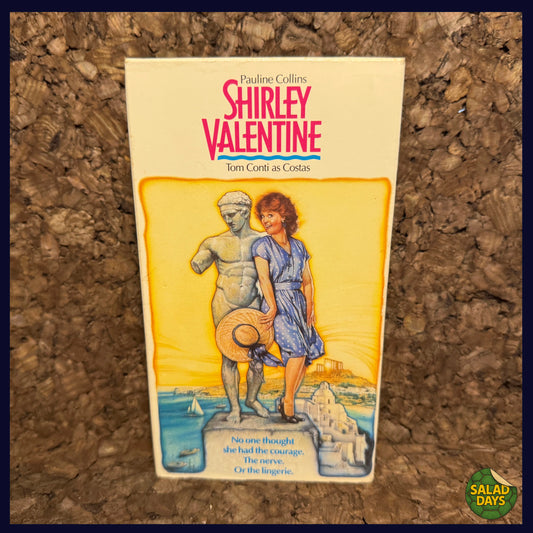 Pauline Collins
SHIRLEY
VALENTINE
Tom Conti as Costas
No one thought
she had the courage.
The nerve.
Or the lingerie.
SALAD
DAYS